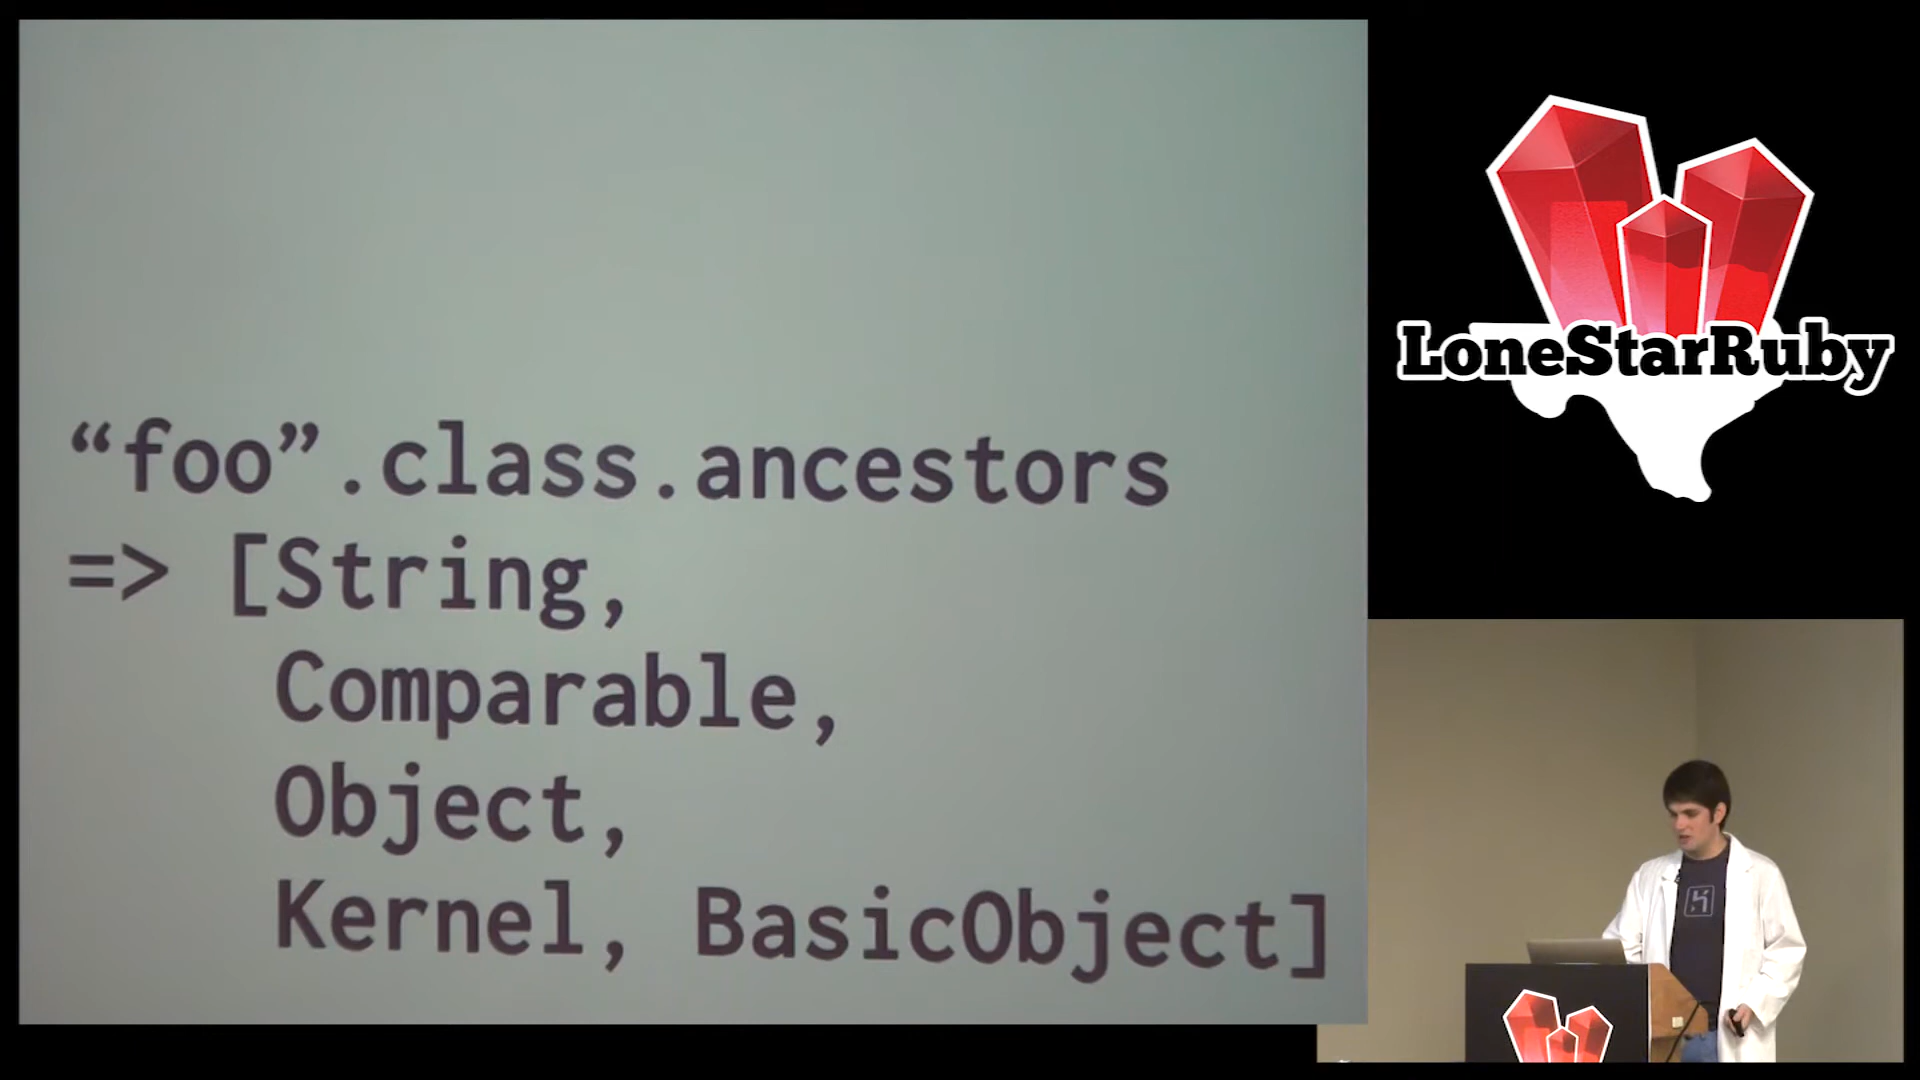 “foo”.class.ancestors
=> [String,
Comparable,
Object,
Kernel, BasicObject]
LoneStarRuby